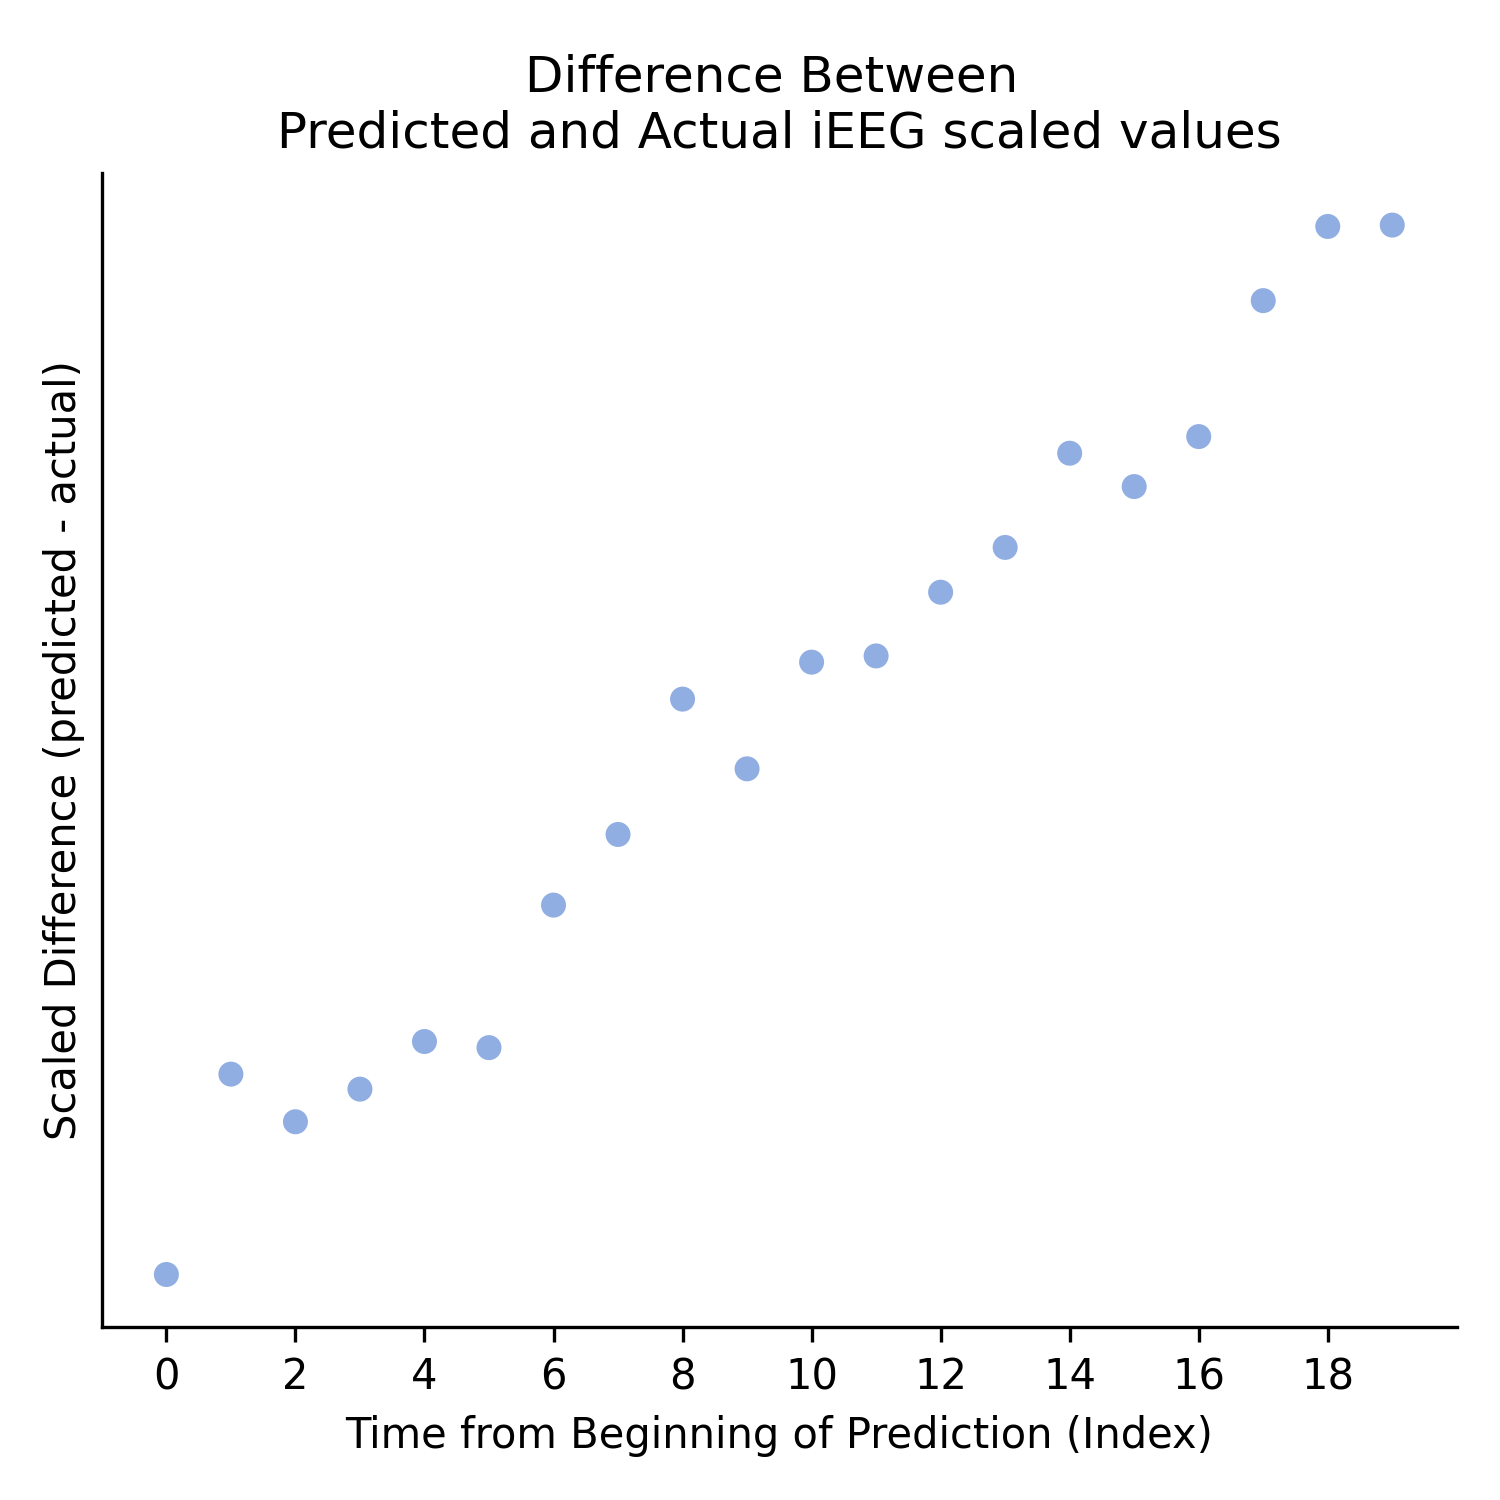 Difference Between
Predicted and Actual iEEG scaled values
Scaled Difference (predicted - actual)
0 2 4 6 8 10 12 14 16 18
Time from Beginning of Prediction (Index)